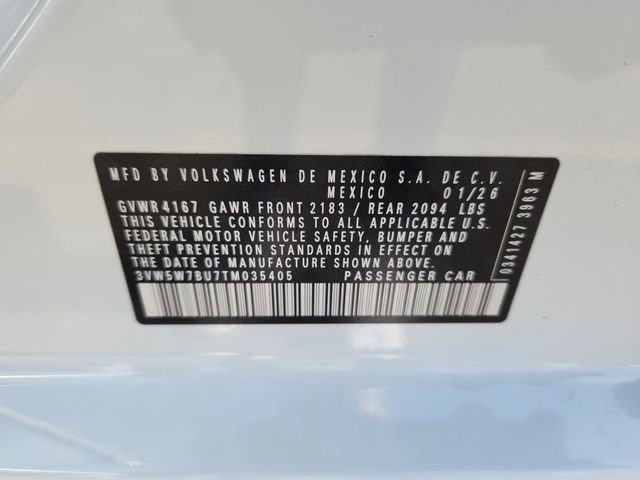 MFD BY VOLKSWAGEN DE MEXICO S.A. DE C.V.
MEXICO 01/26
GVWR 4167 GAWR FRONT 2183 / REAR 2094 LBS
THIS VEHICLE CONFORMS TO ALL APPLICABLE U.S.
FEDERAL MOTOR VEHICLE SAFETY, BUMPER AND
THEFT PREVENTION STANDARDS IN EFFECT ON
THE DATE OF MANUFACTURE SHOWN ABOVE.
3VW5W7BU7TM035405 PASSENGER CAR
0341427 3963 M